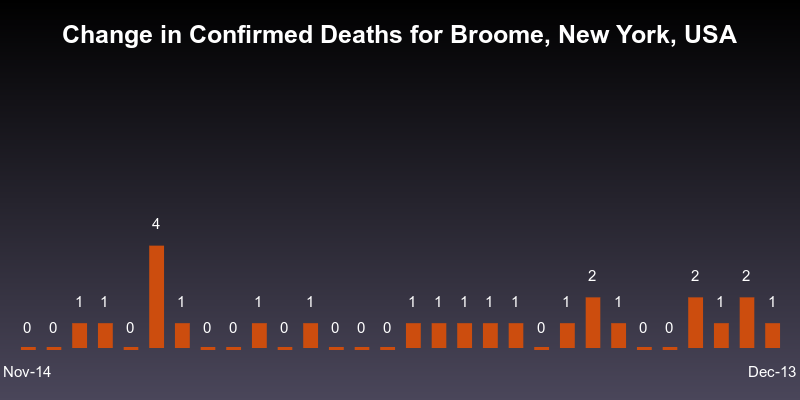 Change in Confirmed Deaths for Broome, New York, USA
0 0 1 1 0 4 1 0 0 1 0 1 0 0 0 1 1 1 1 1 0 1 2 1 0 0 2 1 2 1
Nov-14 Dec-13